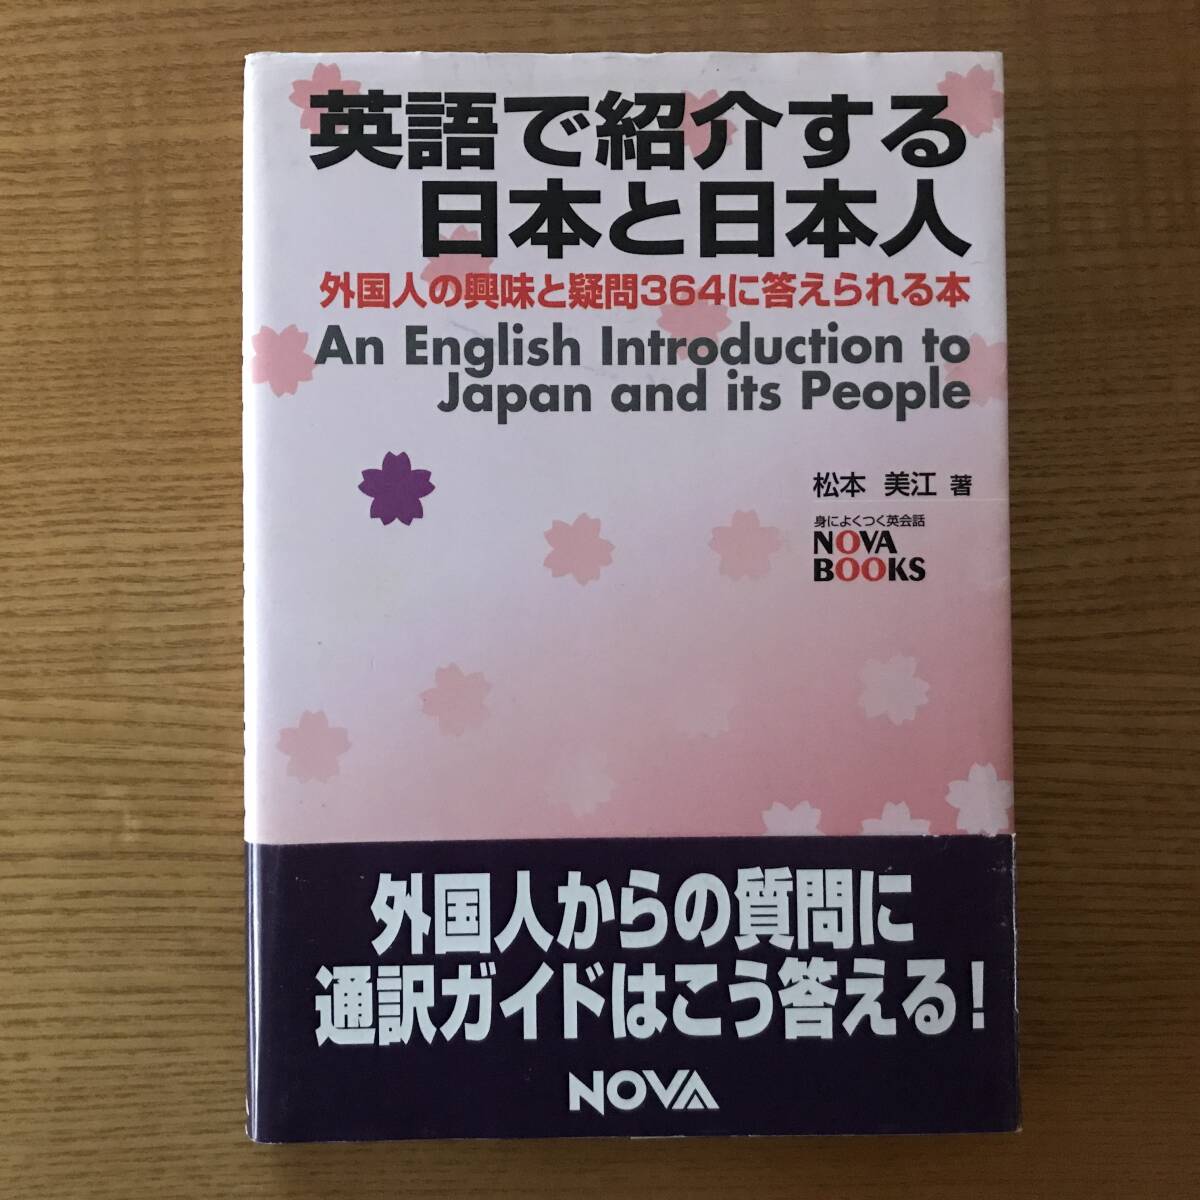 英語で紹介する
日本と日本人
外国人の興味と疑問364に答えられる本
An English Introduction to
Japan and its People
松本 美江 著
身によくつく英会話
NOVA
BOOKS
外国人からの質問に
通訳ガイドはこう答える!
NOVA